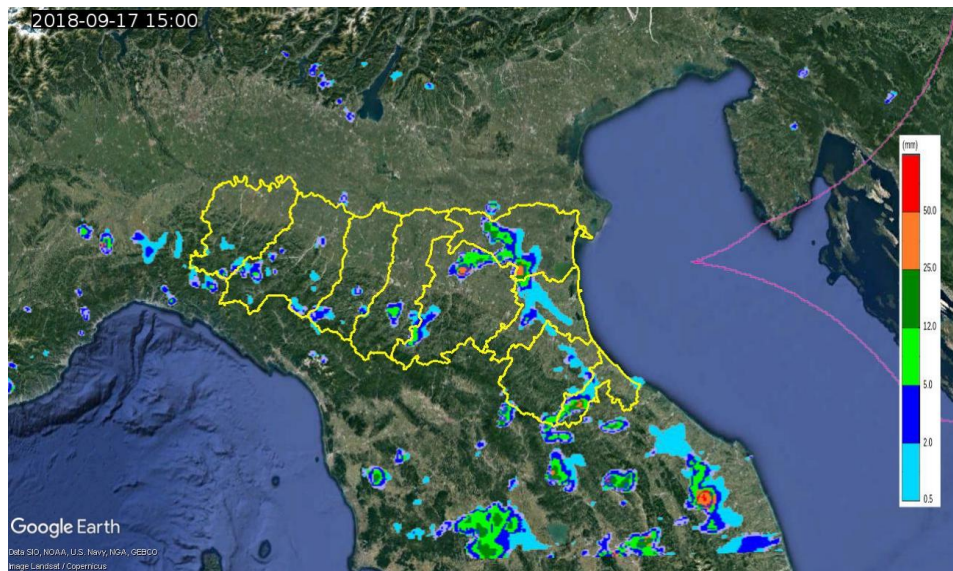 2018-09-17 15:00
(mm)
50.0
25.0
12.0
5.0
2.0
0.5
Google Earth
Data SIO, NOAA, U.S. Navy, NGA, GEBCO
Image Landsat / Copernicus